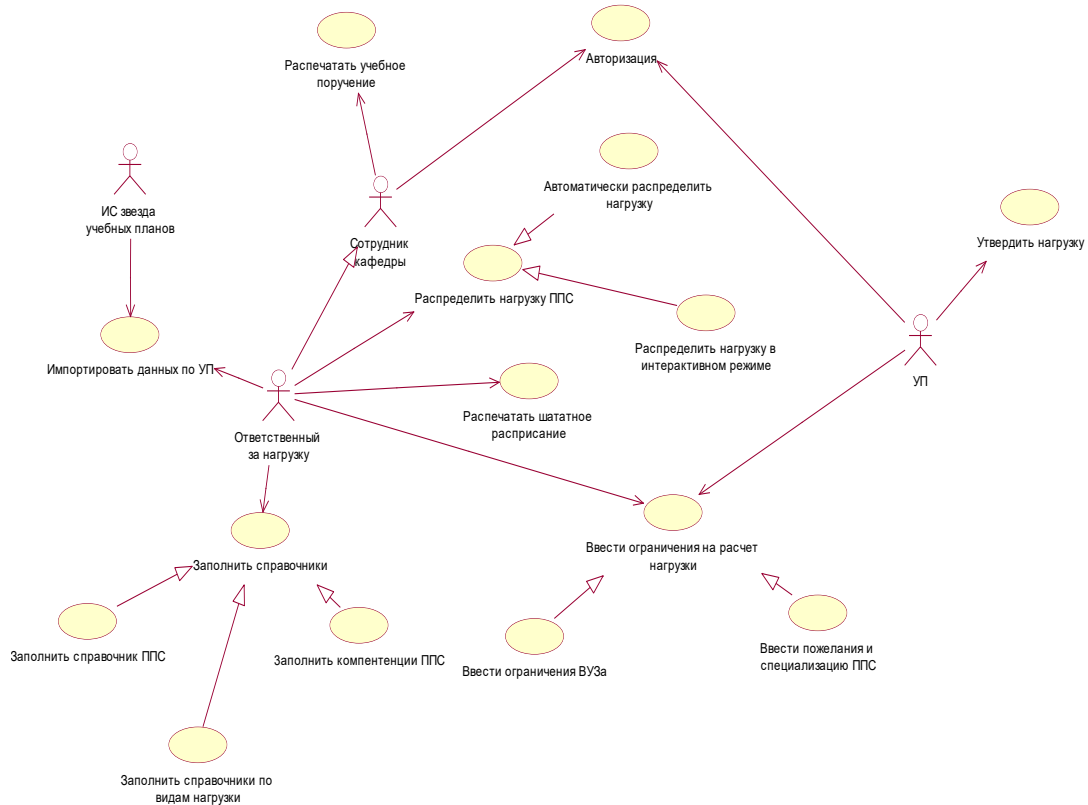 Распечатать учебное
поручение
Авторизация
Автоматически распределить
нагрузку
ИС звезда
учебных планов
Сотрудник
кафедры
Утвердить нагрузку
Распределить нагрузку ППС
Распределить нагрузку в
интерактивном режиме
Импортировать данных по УП
УП
Распечатать шататное
расприсание
Ответственный
за нагрузку
Ввести ограничения на расчет
нагрузки
Заполнить справочники
Заполнить справочник ППС
Заполнить компентенции ППС
Ввести ограничения ВУЗа
Ввести пожелания и
специализацию ППС
Заполнить справочники по
видам нагрузки